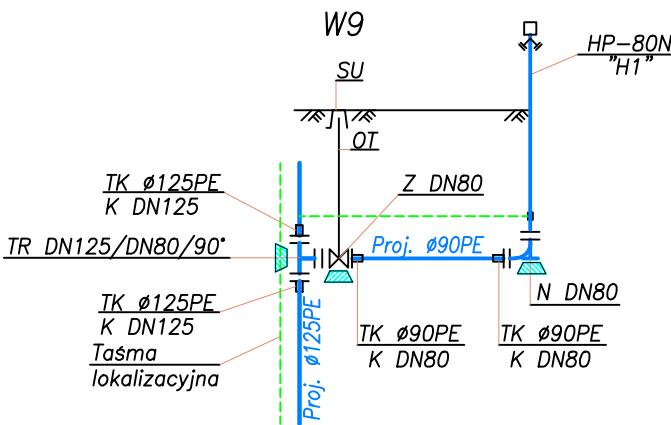 W9
HP-80N
"H1"
SU
OT
TK ø125PE
K DN125
Z DN80
TR DN125/DN80/90°
Proj. ø90PE
N DN80
TK ø125PE
K DN125
TK ø90PE
K DN80
TK ø90PE
K DN80
Taśma
lokalizacyjna
Proj. ø125PE